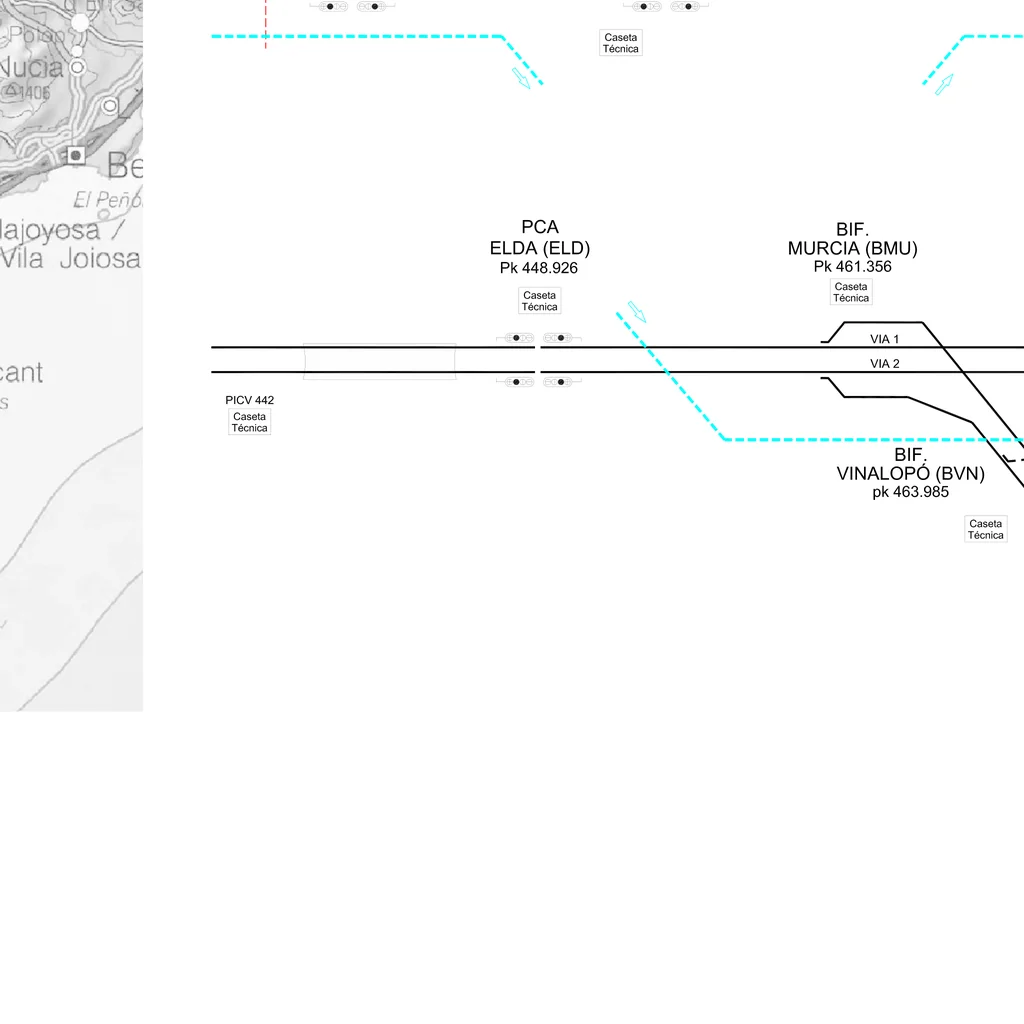 Nucia
1406
Be
El Peño
lajoyosa /
Vila Joiosa
cant
s
Caseta
Técnica
PCA
ELDA (ELD)
Pk 448.926
Caseta
Técnica
BIF.
MURCIA (BMU)
Pk 461.356
Caseta
Técnica
VIA 1
VIA 2
PICV 442
Caseta
Técnica
BIF.
VINALOPÓ (BVN)
pk 463.985
Caseta
Técnica